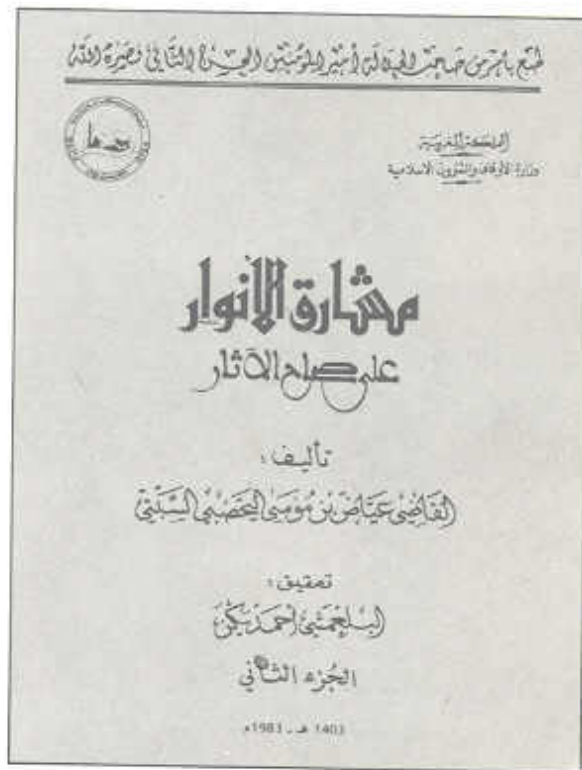 طبع بأمر من صاحب الجلالة أمير المؤمنين الحسن الثاني نصره الله
المملكة المغربية
وزارة الأوقاف والشؤون الإسلامية
مشارق الأنوار
على صحاح الآثار
تأليف :
القاضي عياض بن موسى اليحصبي السبتي
تحقيق :
البلعمشي أحمد يكن
الجزء الثاني
1403 هـ - 1983م